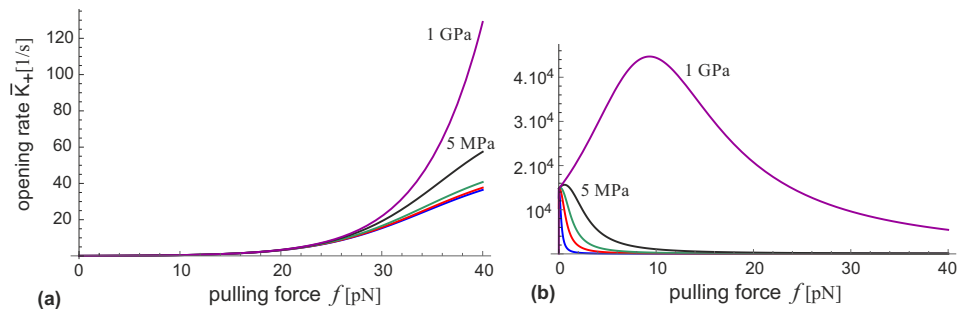 opening rate K̅₊[1/s]
120
100
80
60
40
20
0 10 20 30 40
1 GPa
5 MPa
(a)
pulling force f [pN]
4.10⁴
3.10⁴
2.10⁴
10⁴
0 10 20 30 40
1 GPa
5 MPa
(b)
pulling force f [pN]